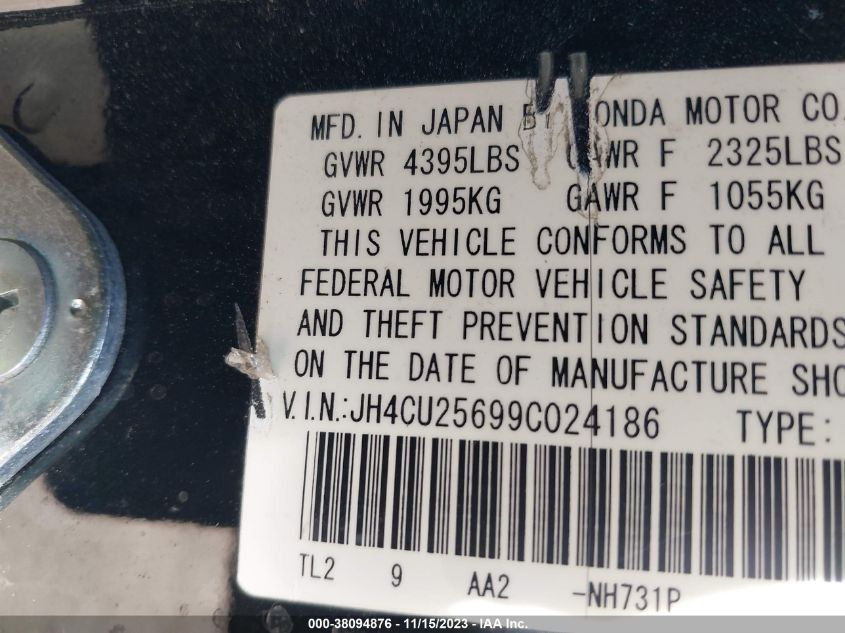 MFD. IN JAPAN BY HONDA MOTOR CO.
GVWR 4395LBS GAWR F 2325LBS
GVWR 1995KG GAWR F 1055KG
THIS VEHICLE CONFORMS TO ALL
FEDERAL MOTOR VEHICLE SAFETY
AND THEFT PREVENTION STANDARDS
ON THE DATE OF MANUFACTURE SHO
V.I.N.:JH4CU25699C024186 TYPE:
TL2 9 AA2 -NH731P
000-38094876 - 11/15/2023 - IAA Inc.